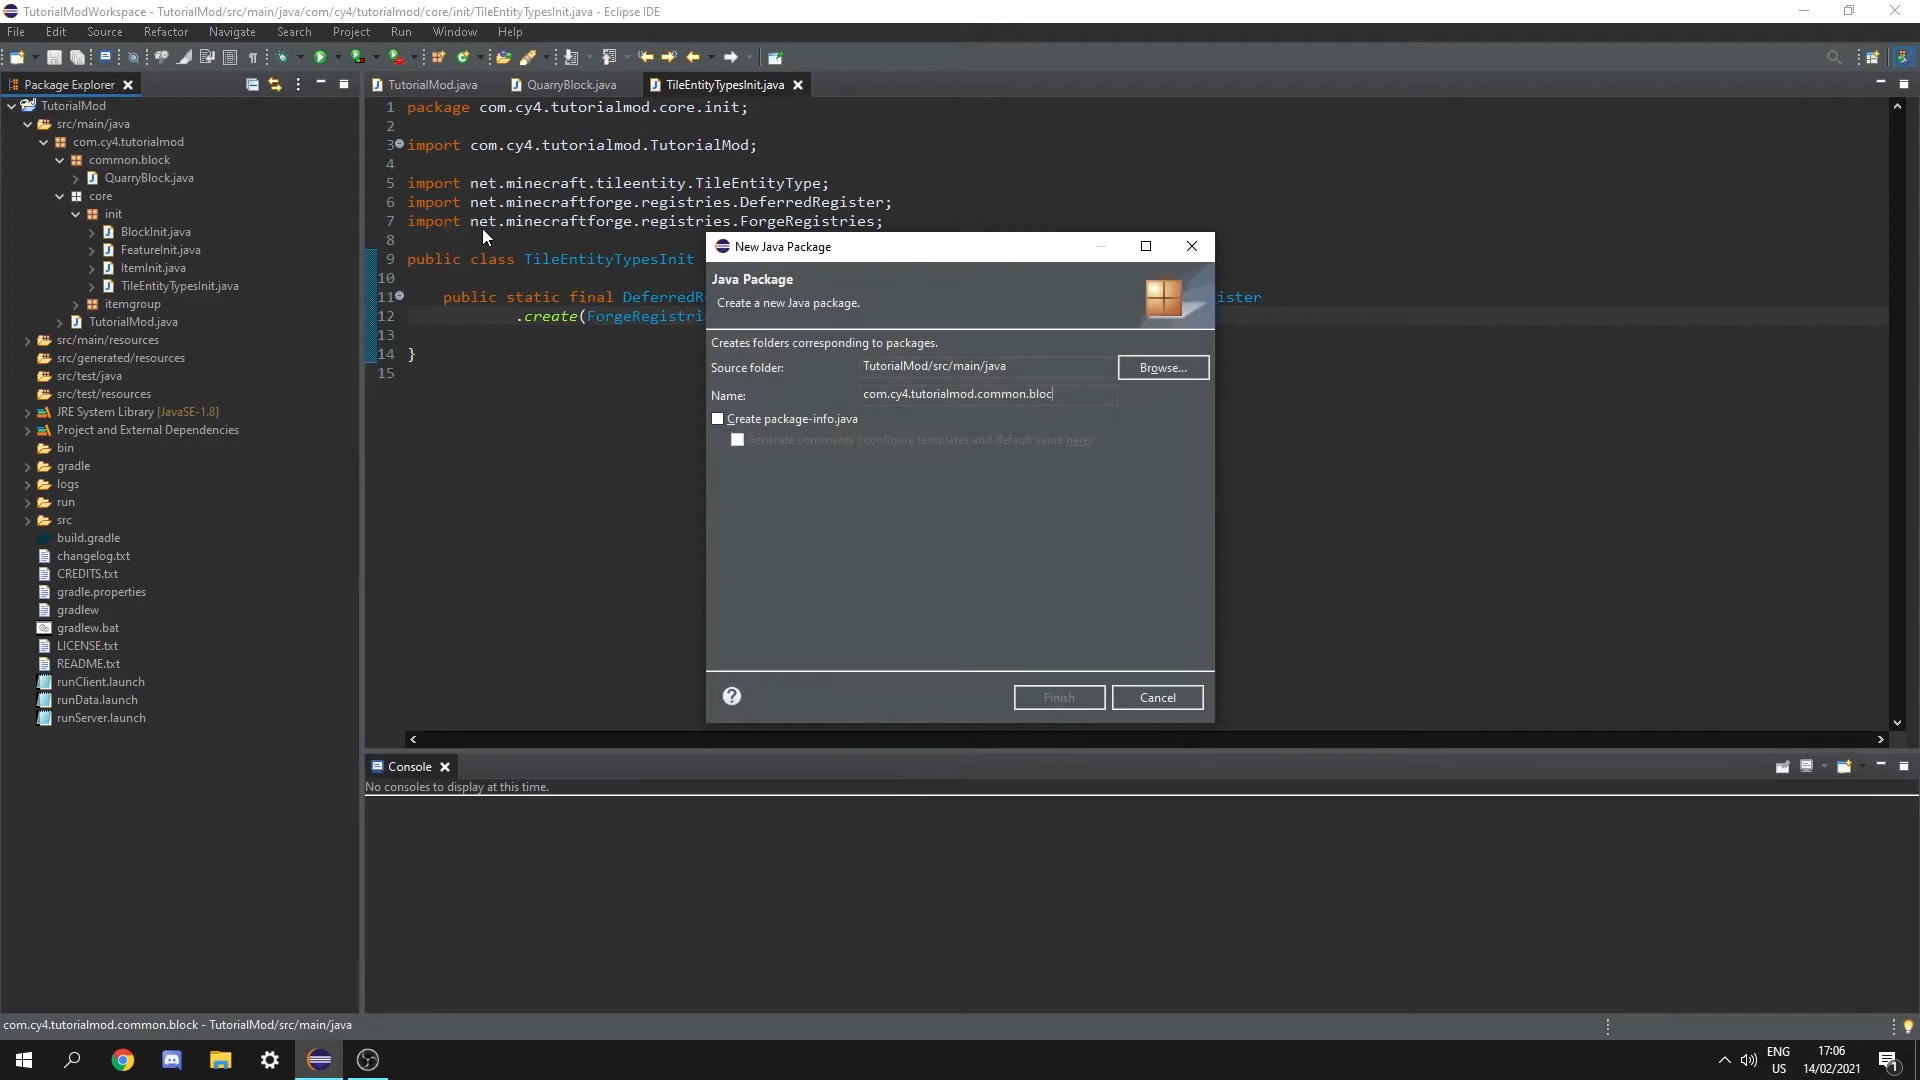 TutorialModWorkspace - TutorialMod/src/main/java/com/cy4/tutorialmod/core/init/TileEntityTypesInit.java - Eclipse IDE
File Edit Source Refactor Navigate Search Project Run Window Help
Package Explorer
TutorialMod.java QuarryBlock.java TileEntityTypesInit.java
TutorialMod
src/main/java
com.cy4.tutorialmod
common.block
QuarryBlock.java
core
init
BlockInit.java
FeatureInit.java
ItemInit.java
TileEntityTypesInit.java
itemgroup
TutorialMod.java
src/main/resources
src/generated/resources
src/test/java
src/test/resources
JRE System Library [JavaSE-1.8]
Project and External Dependencies
bin
gradle
logs
run
src
build.gradle
changelog.txt
CREDITS.txt
gradle.properties
gradlew
gradlew.bat
LICENSE.txt
README.txt
runClient.launch
runData.launch
runServer.launch
1 package com.cy4.tutorialmod.core.init;
2
3 import com.cy4.tutorialmod.TutorialMod;
4
5 import net.minecraft.tileentity.TileEntityType;
6 import net.minecraftforge.registries.DeferredRegister;
7 import net.minecraftforge.registries.ForgeRegistries;
8
9 public class TileEntityTypesInit
10
11 public static final DeferredR ister
12 .create(ForgeRegistri
13
14 }
15
New Java Package
Java Package
Create a new Java package.
Creates folders corresponding to packages.
Source folder: TutorialMod/src/main/java Browse...
Name: com.cy4.tutorialmod.common.bloc
Create package-info.java
Generate comments (configure templates and default value here)
? Finish Cancel
Console
No consoles to display at this time.
com.cy4.tutorialmod.common.block - TutorialMod/src/main/java
ENG
US
17:06
14/02/2021
1